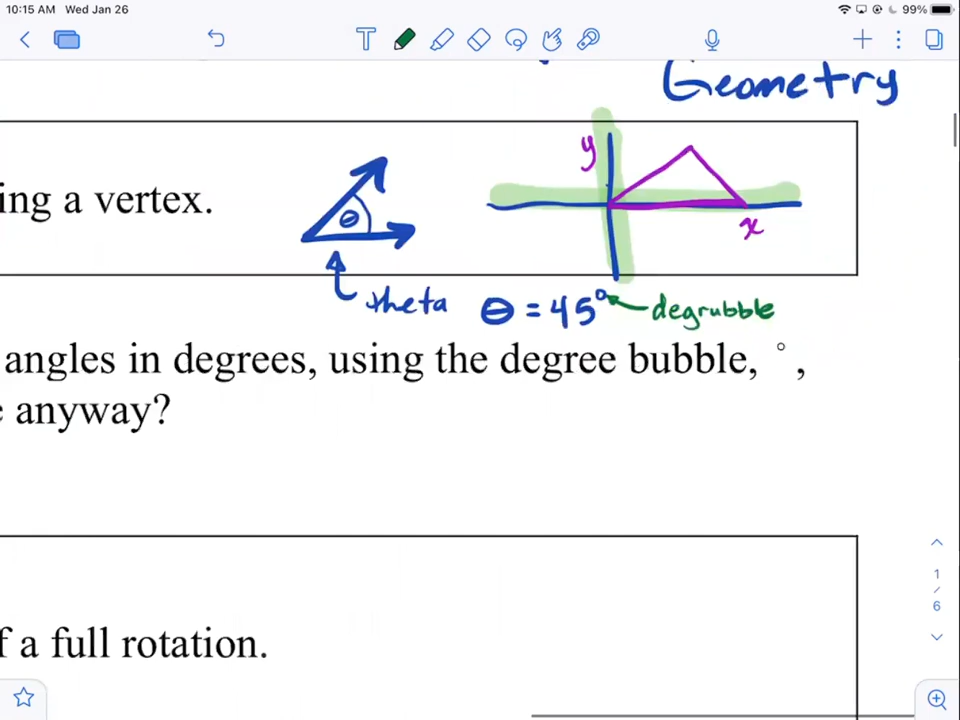 10:15 AM Wed Jan 26
99%
Geometry
ing a vertex.
y
θ
x
theta
θ = 45°
degrubble
angles in degrees, using the degree bubble, °,
e anyway?
1
/
6
f a full rotation.